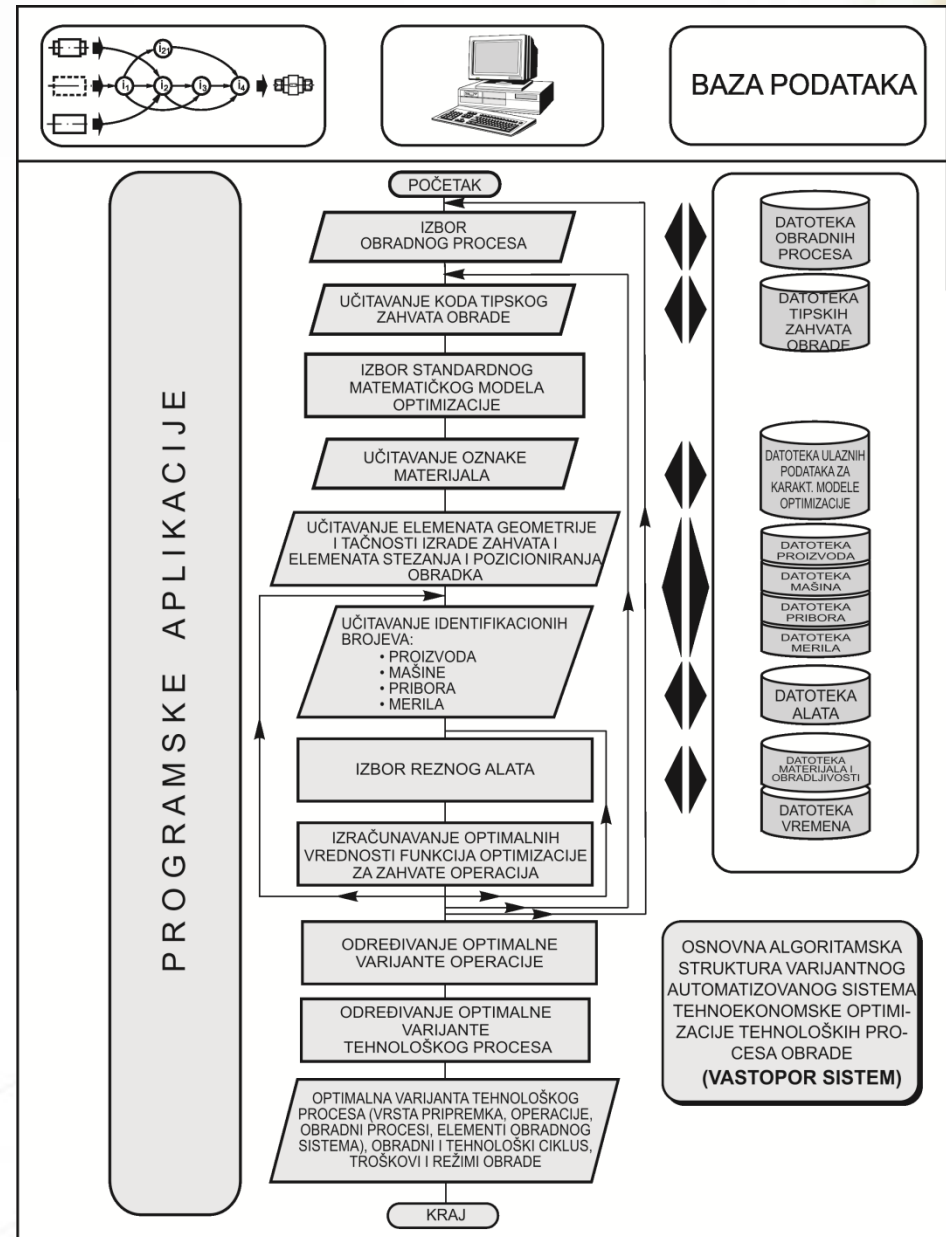 i21
i1
i2
i3
i4
BAZA PODATAKA
PROGRAMSKE APLIKACIJE
POČETAK
IZBOR
OBRADNOG PROCESA
UČITAVANJE KODA TIPSKOG
ZAHVATA OBRADE
IZBOR STANDARDNOG
MATEMATIČKOG MODELA
OPTIMIZACIJE
UČITAVANJE OZNAKE
MATERIJALA
UČITAVANJE ELEMENATA GEOMETRIJE
I TAČNOSTI IZRADE ZAHVATA I
ELEMENATA STEZANJA I POZICIONIRANJA
OBRADKA
UČITAVANJE IDENTIFIKACIONIH
BROJEVA:
• PROIZVODA
• MAŠINE
• PRIBORA
• MERILA
IZBOR REZNOG ALATA
IZRAČUNAVANJE OPTIMALNIH
VREDNOSTI FUNKCIJA OPTIMIZACIJE
ZA ZAHVATE OPERACIJA
ODREĐIVANJE OPTIMALNE
VARIJANTE OPERACIJE
ODREĐIVANJE OPTIMALNE
VARIJANTE
TEHNOLOŠKOG PROCESA
OPTIMALNA VARIJANTA TEHNOLOŠKOG
PROCESA (VRSTA PRIPREMKA, OPERACIJE,
OBRADNI PROCESI, ELEMENTI OBRADNOG
SISTEMA), OBRADNI I TEHNOLOŠKI CIKLUS,
TROŠKOVI I REŽIMI OBRADE
KRAJ
DATOTEKA
OBRADNIH
PROCESA
DATOTEKA
TIPSKIH
ZAHVATA
OBRADE
DATOTEKA ULAZNIH
PODATAKA ZA
KARAKT. MODELE
OPTIMIZACIJE
DATOTEKA
PROIZVODA
DATOTEKA
MAŠINA
DATOTEKA
PRIBORA
DATOTEKA
MERILA
DATOTEKA
ALATA
DATOTEKA
MATERIJALA I
OBRADLJIVOSTI
DATOTEKA
VREMENA
OSNOVNA ALGORITAMSKA
STRUKTURA VARIJANTNOG
AUTOMATIZOVANOG SISTEMA
TEHNOEKONOMSKE OPTIMI-
ZACIJE TEHNOLOŠKIH PRO-
CESA OBRADE
(VASTOPOR SISTEM)